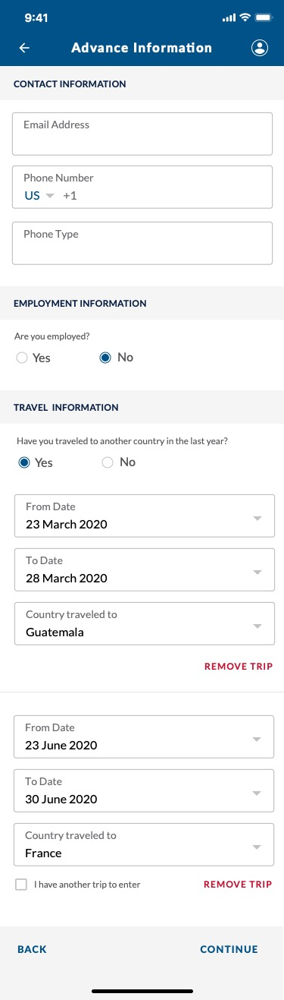 9:41
Advance Information
CONTACT INFORMATION
Email Address
Phone Number
US +1
Phone Type
EMPLOYMENT INFORMATION
Are you employed?
Yes No
TRAVEL INFORMATION
Have you traveled to another country in the last year?
Yes No
From Date
23 March 2020
To Date
28 March 2020
Country traveled to
Guatemala
REMOVE TRIP
From Date
23 June 2020
To Date
30 June 2020
Country traveled to
France
I have another trip to enter REMOVE TRIP
BACK CONTINUE